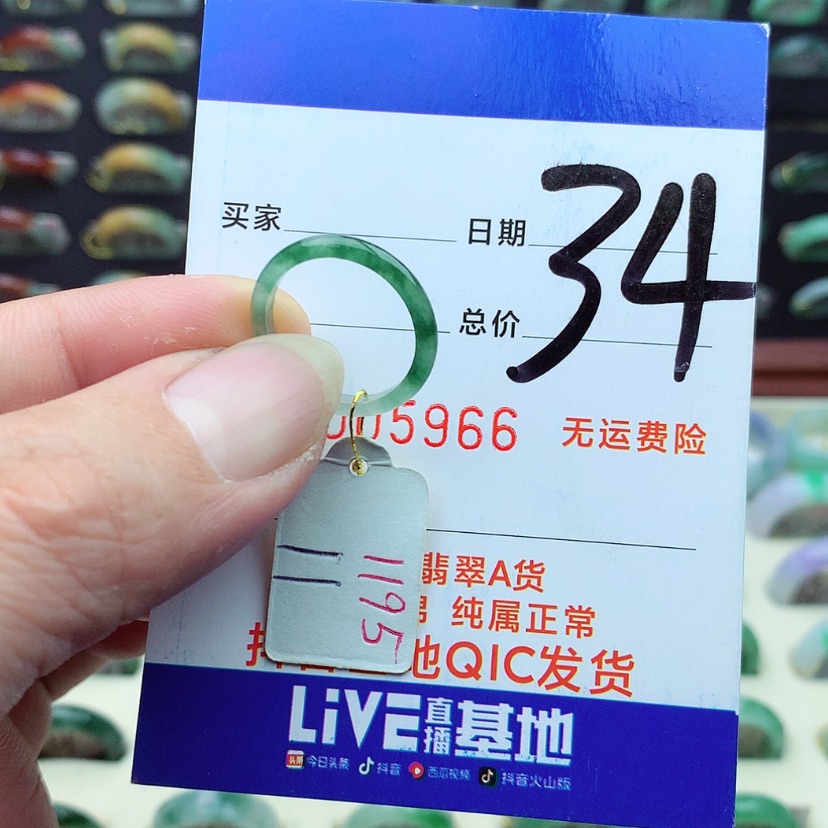 买家 日期
34
总价
5966 无运费险
翡翠A货
纯属正常
QIC发货
1195
LiVE直播基地
今日头条 抖音 西瓜视频 抖音火山版